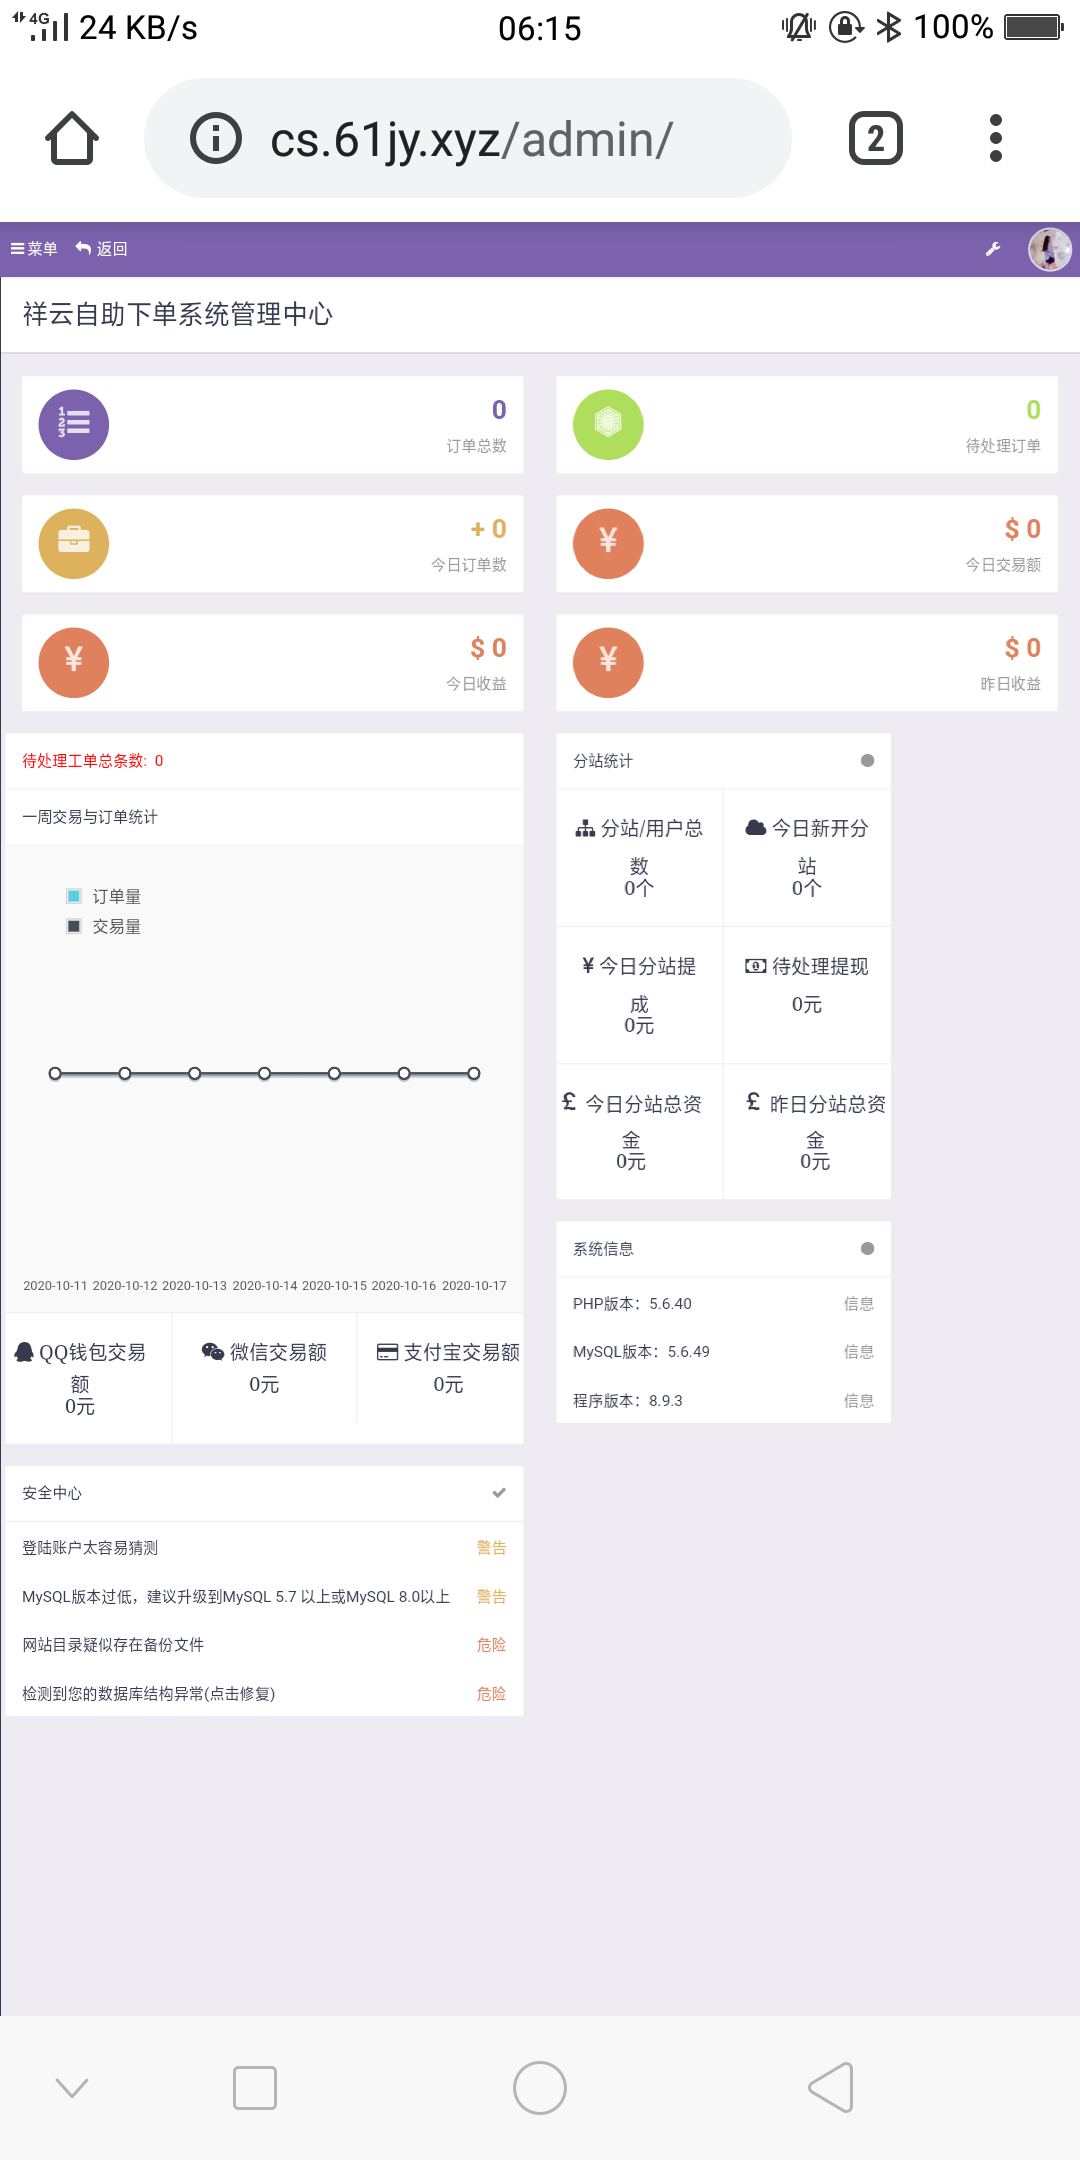 4G 24 KB/s 06:15 100%
cs.61jy.xyz/admin/ 2
菜单 返回
祥云自助下单系统管理中心
0
订单总数
0
待处理订单
+ 0
今日订单数
$ 0
今日交易额
$ 0
今日收益
$ 0
昨日收益
待处理工单总条数: 0
一周交易与订单统计
订单量
交易量
2020-10-11 2020-10-12 2020-10-13 2020-10-14 2020-10-15 2020-10-16 2020-10-17
QQ钱包交易
额
0元
微信交易额
0元
支付宝交易额
0元
安全中心
登陆账户太容易猜测 警告
MySQL版本过低，建议升级到MySQL 5.7 以上或MySQL 8.0以上 警告
网站目录疑似存在备份文件 危险
检测到您的数据库结构异常(点击修复) 危险
分站统计
分站/用户总
数
0个
今日新开分
站
0个
¥ 今日分站提
成
0元
待处理提现
0元
£ 今日分站总资
金
0元
£ 昨日分站总资
金
0元
系统信息
PHP版本：5.6.40 信息
MySQL版本：5.6.49 信息
程序版本：8.9.3 信息